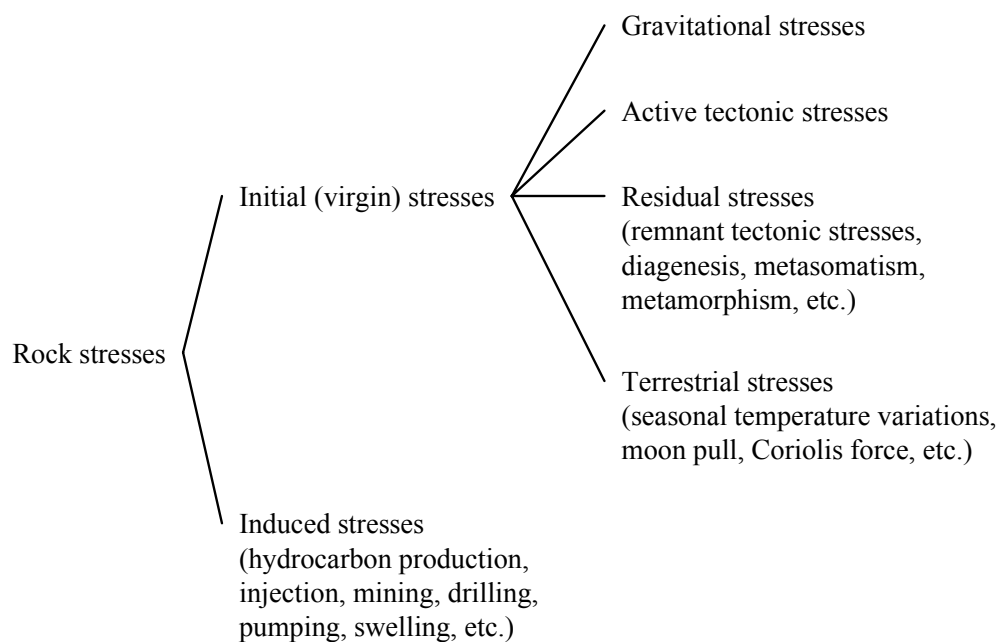 Gravitational stresses
Active tectonic stresses
Initial (virgin) stresses
Residual stresses
(remnant tectonic stresses,
diagenesis, metasomatism,
metamorphism, etc.)
Rock stresses
Terrestrial stresses
(seasonal temperature variations,
moon pull, Coriolis force, etc.)
Induced stresses
(hydrocarbon production,
injection, mining, drilling,
pumping, swelling, etc.)